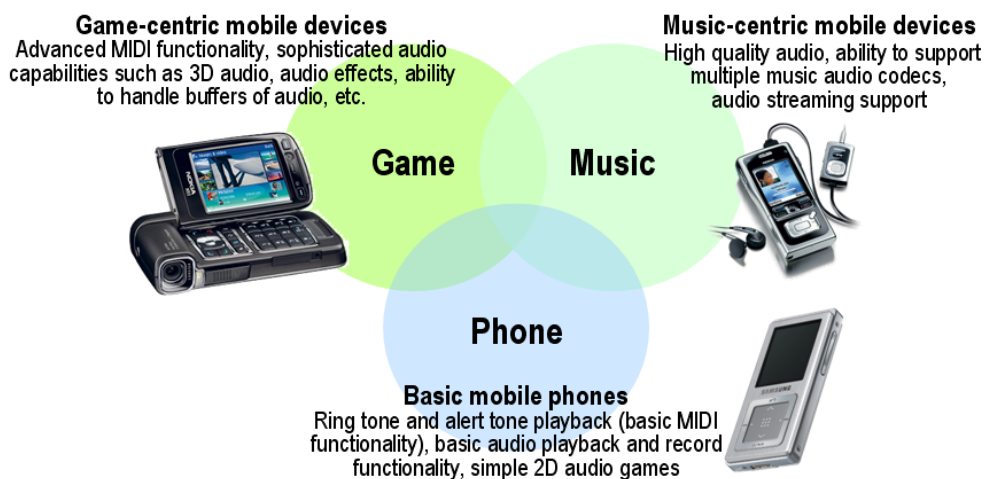 Game-centric mobile devices
Advanced MIDI functionality, sophisticated audio
capabilities such as 3D audio, audio effects, ability
to handle buffers of audio, etc.
Music-centric mobile devices
High quality audio, ability to support
multiple music audio codecs,
audio streaming support
Game
Music
NOKIA
Phone
SAMSUNG
Basic mobile phones
Ring tone and alert tone playback (basic MIDI
functionality), basic audio playback and record
functionality, simple 2D audio games